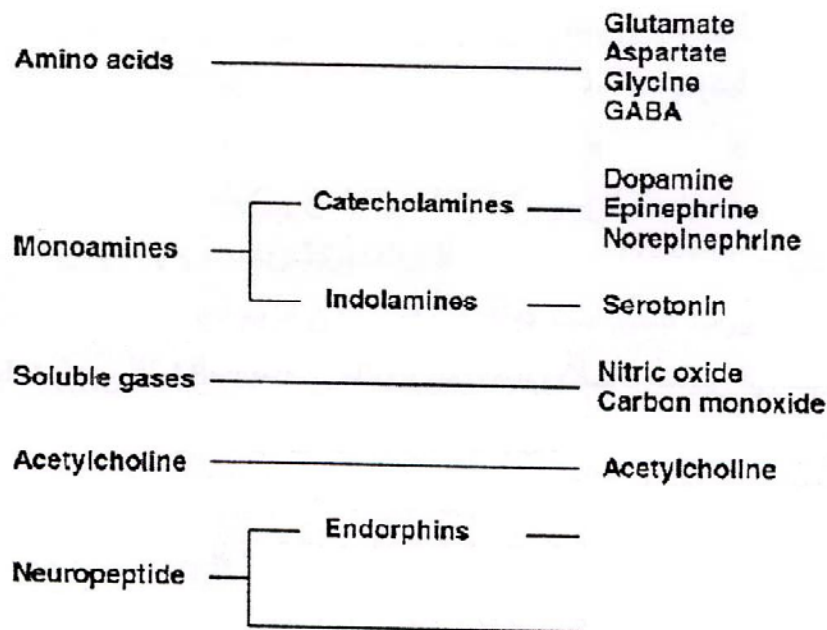 Amino acids
Glutamate
Aspartate
Glycine
GABA
Monoamines
Catecholamines
Dopamine
Epinephrine
Norepinephrine
Indolamines
Serotonin
Soluble gases
Nitric oxide
Carbon monoxide
Acetylcholine
Acetylcholine
Neuropeptide
Endorphins